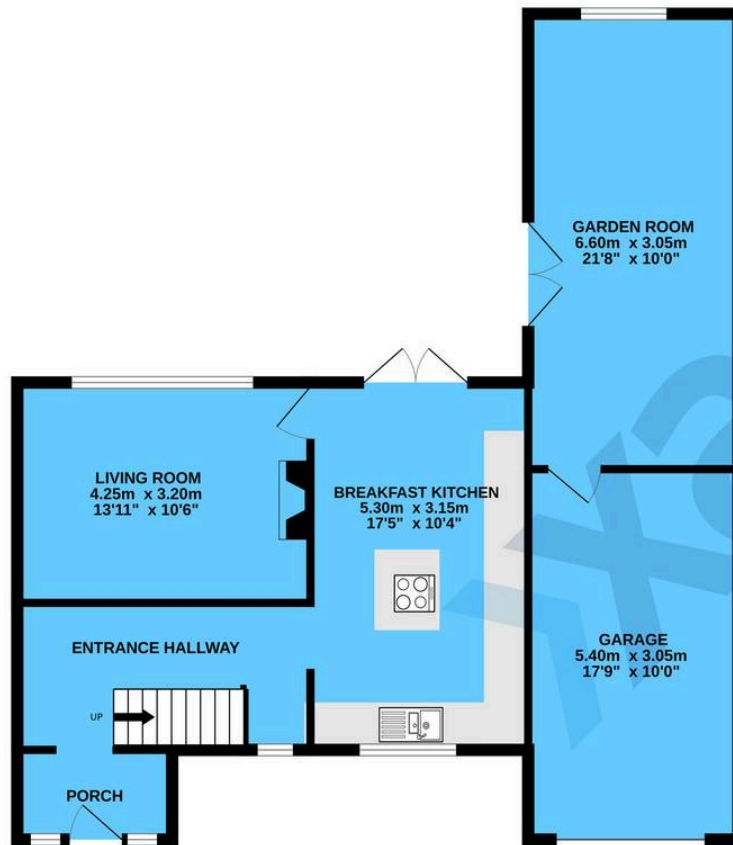 GARDEN ROOM
6.60m x 3.05m
21'8" x 10'0"
LIVING ROOM
4.25m x 3.20m
13'11" x 10'6"
BREAKFAST KITCHEN
5.30m x 3.15m
17'5" x 10'4"
ENTRANCE HALLWAY
GARAGE
5.40m x 3.05m
17'9" x 10'0"
UP
PORCH